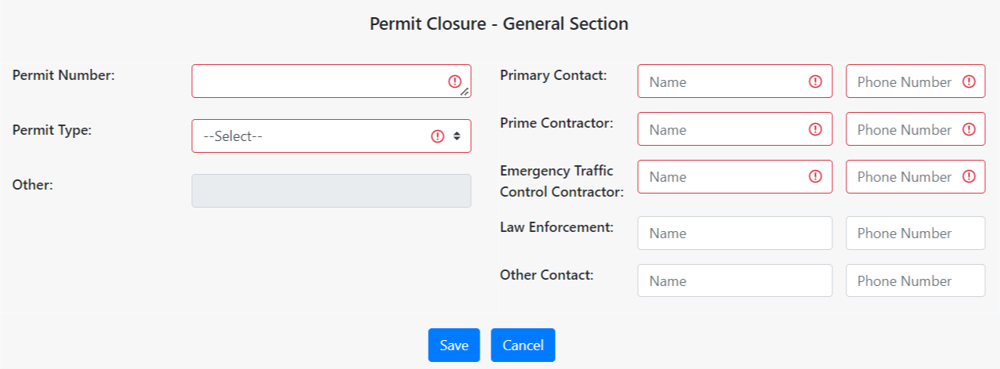 Permit Closure - General Section
Permit Number:
Permit Type:
--Select--
Other:
Primary Contact:
Name
Phone Number
Prime Contractor:
Name
Phone Number
Emergency Traffic
Control Contractor:
Name
Phone Number
Law Enforcement:
Name
Phone Number
Other Contact:
Name
Phone Number
Save
Cancel